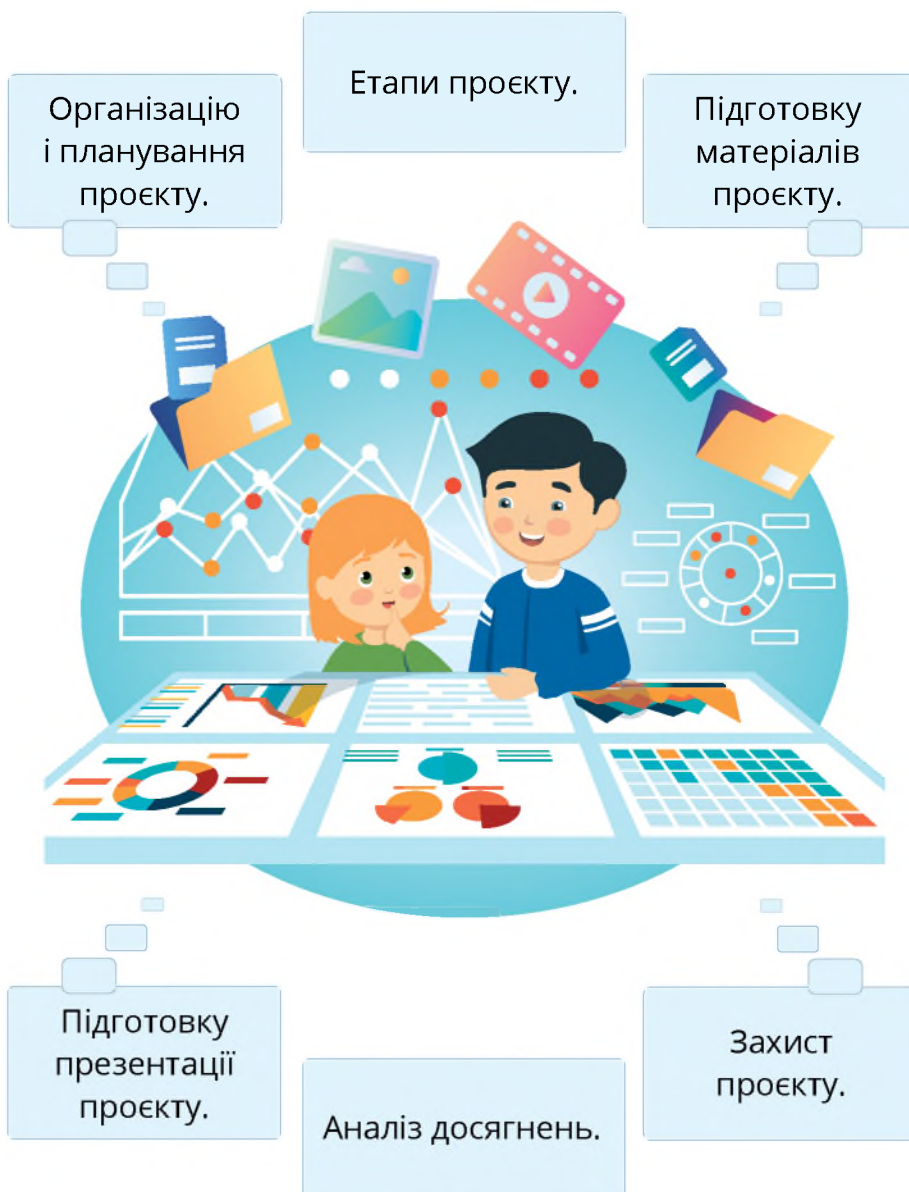 Етапи проєкту.
Організацію
і планування
проєкту.
Підготовку
матеріалів
проєкту.
Підготовку
презентації
проєкту.
Захист
проєкту.
Аналіз досягнень.